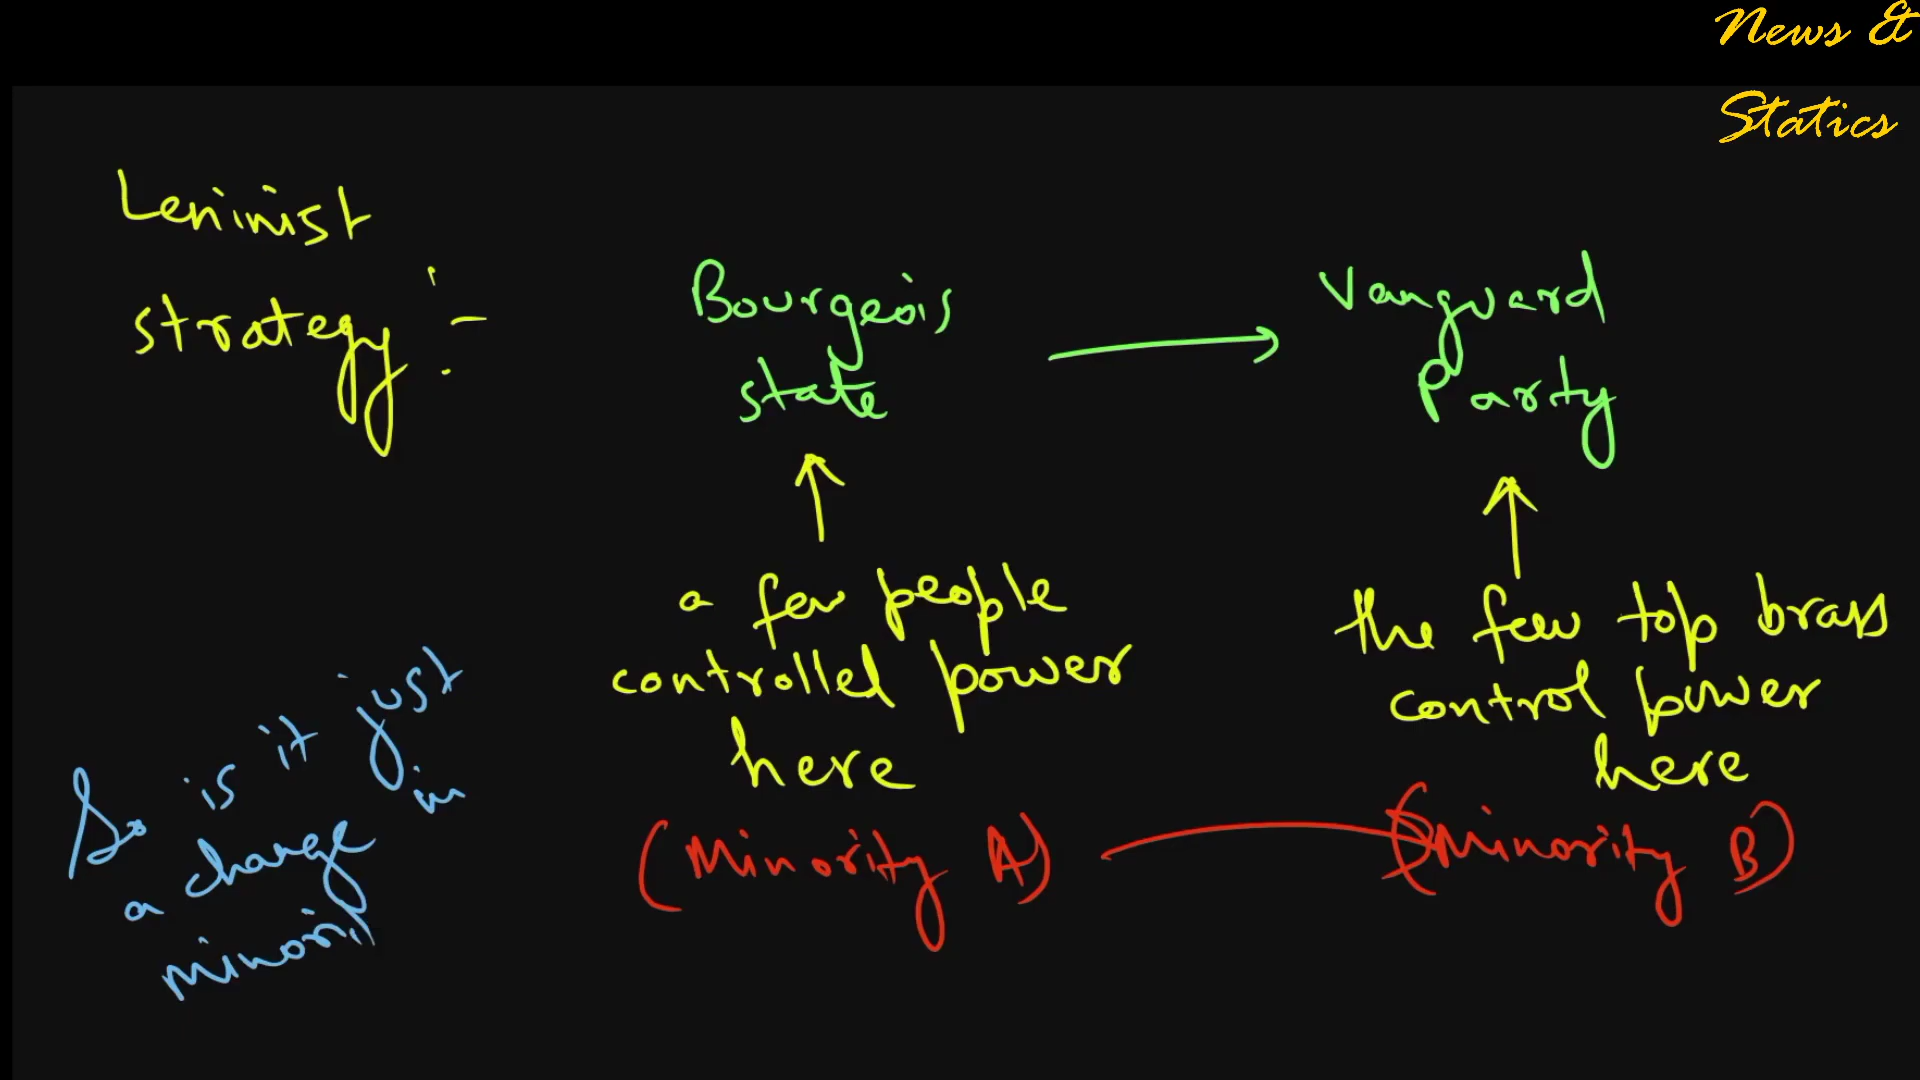 News &
Statics
Leninist
strategy :-
Bourgeois
state
Vanguard
Party
a few people
controlled power
here
the few top brass
control power
here
(Minority A)
(Minority B)
So is it just
a change in
minorit